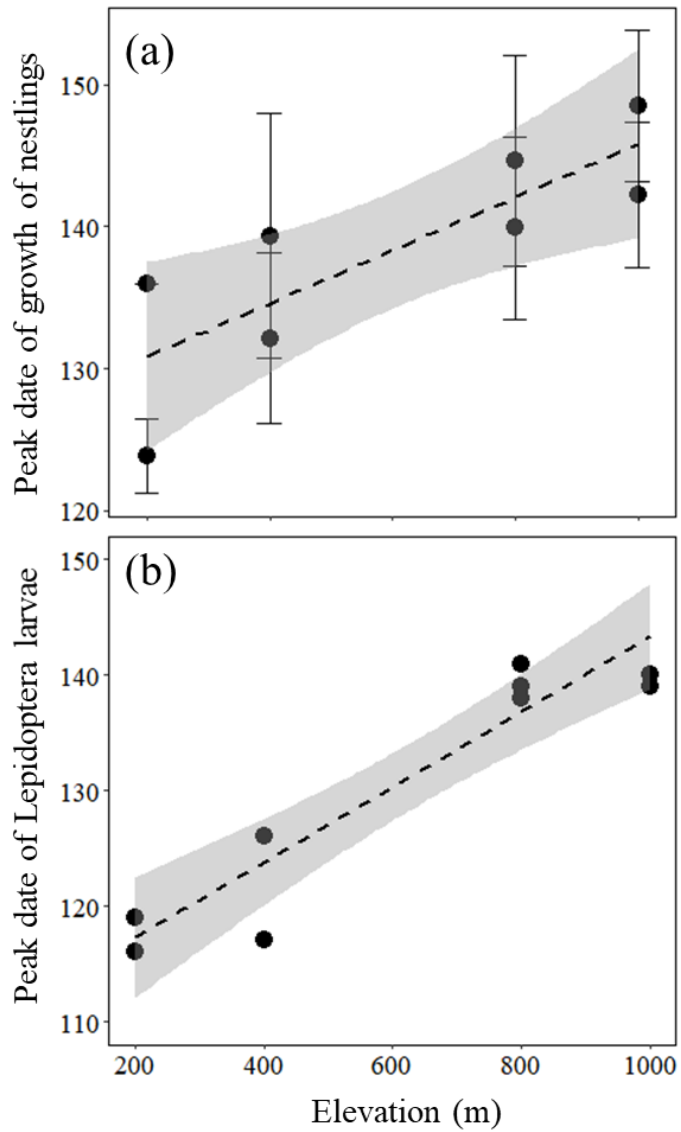 (a)
Peak date of growth of nestlings
150
140
130
120
(b)
Peak date of Lepidoptera larvae
150
140
130
120
110
200 400 600 800 1000
Elevation (m)